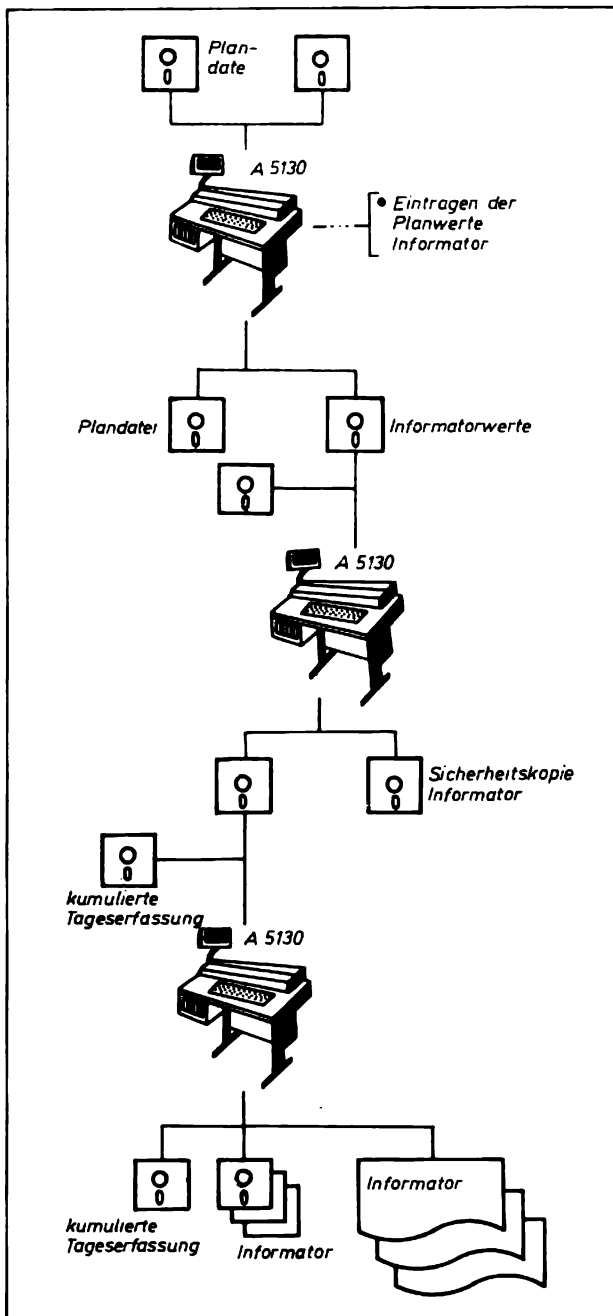 Plan-
date
A 5130
• Eintragen der
Planwerte
Informator
Plandatei
Informatorwerte
A 5130
Sicherheitskopie
Informator
kumulierte
Tageserfassung
A 5130
kumulierte
Tageserfassung
Informator
Informator